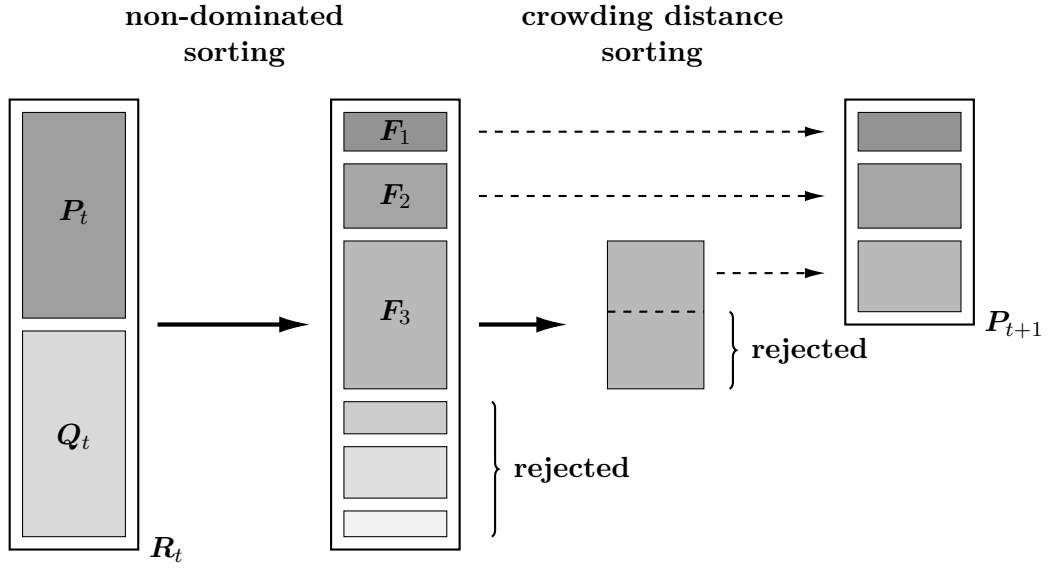 non-dominated
sorting
crowding distance
sorting
P_t
Q_t
R_t
F_1
F_2
F_3
rejected
rejected
P_{t+1}